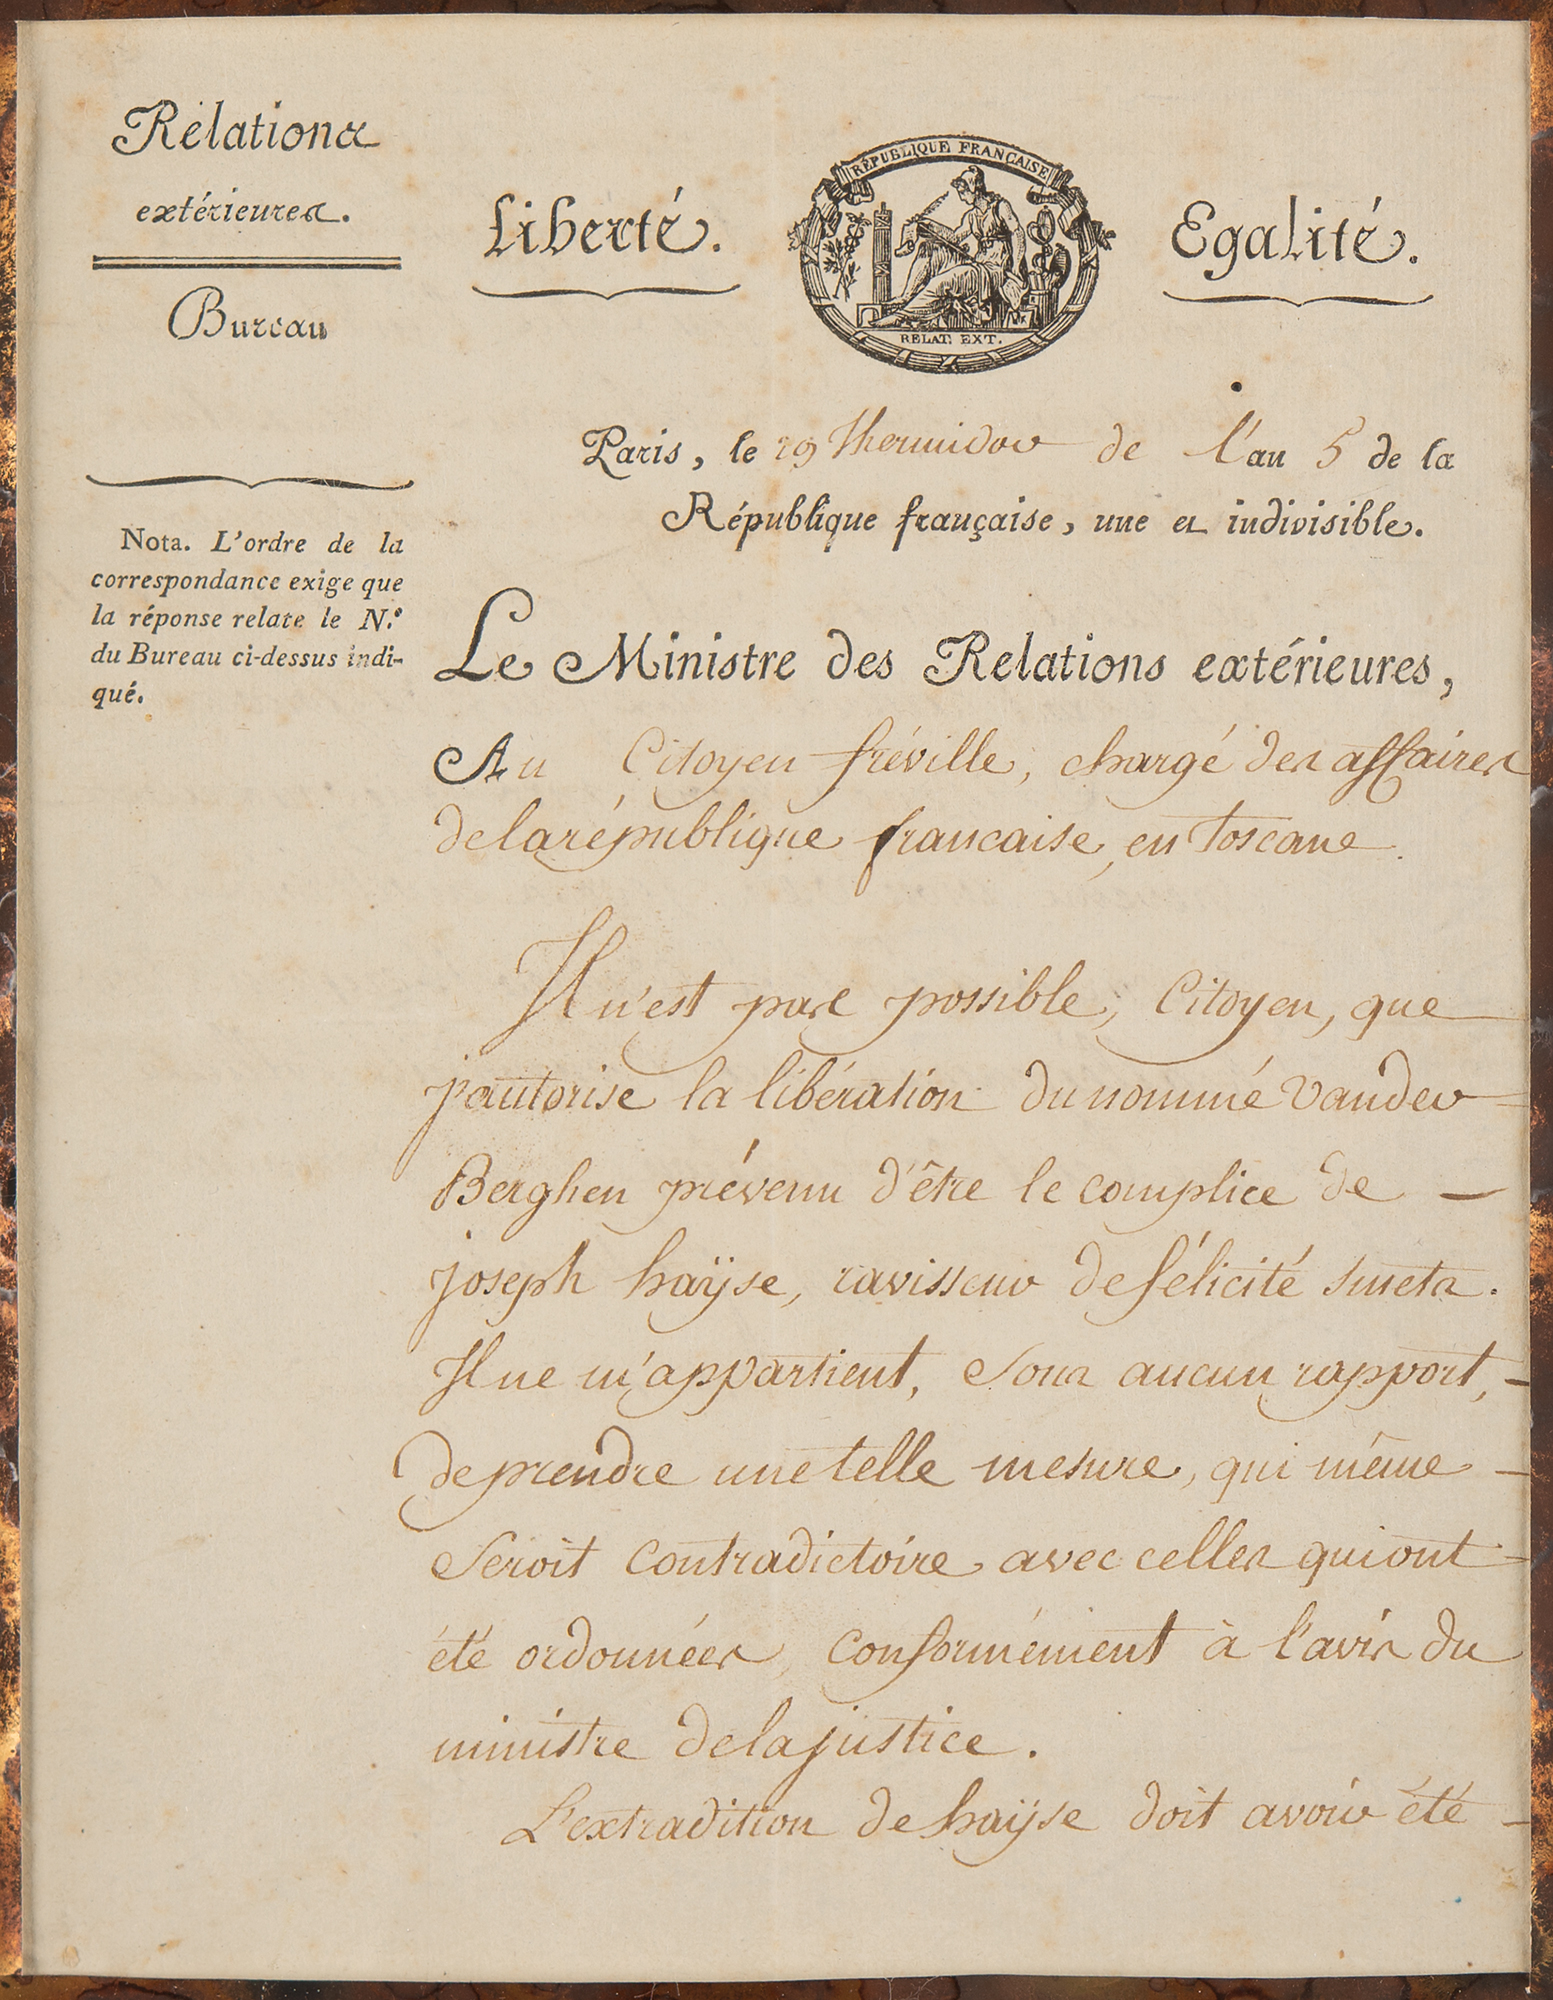 Relations
extérieures.
Bureau
Nota. L'ordre de la
correspondance exige que
la réponse relate le N.º
du Bureau ci-dessus indi-
qué.
Liberté.
RÉPUBLIQUE FRANÇAISE
RELAT. EXT.
Egalité.
Paris, le 29 Thermidor de l'an 5 de la
République française, une et indivisible.
Le Ministre des Relations extérieures,
Au Citoyen fréville, chargé des affaires
de la république francaise, en Toscane.
Il n'est pas possible, Citoyen, que
j'autorise la libération du nommé Vander
Berghen prévenu d'être le complice de —
joseph haÿse, ravisseur de félicité smets.
Il ne m'appartient, Sous aucun rapport, —
de prendre une telle mesure, qui même —
Seroit Contradictoire avec celles qui ont —
été ordonnées, Conformément à l'avis du
ministre de la justice.
L'extradition de haÿse doit avoir été —